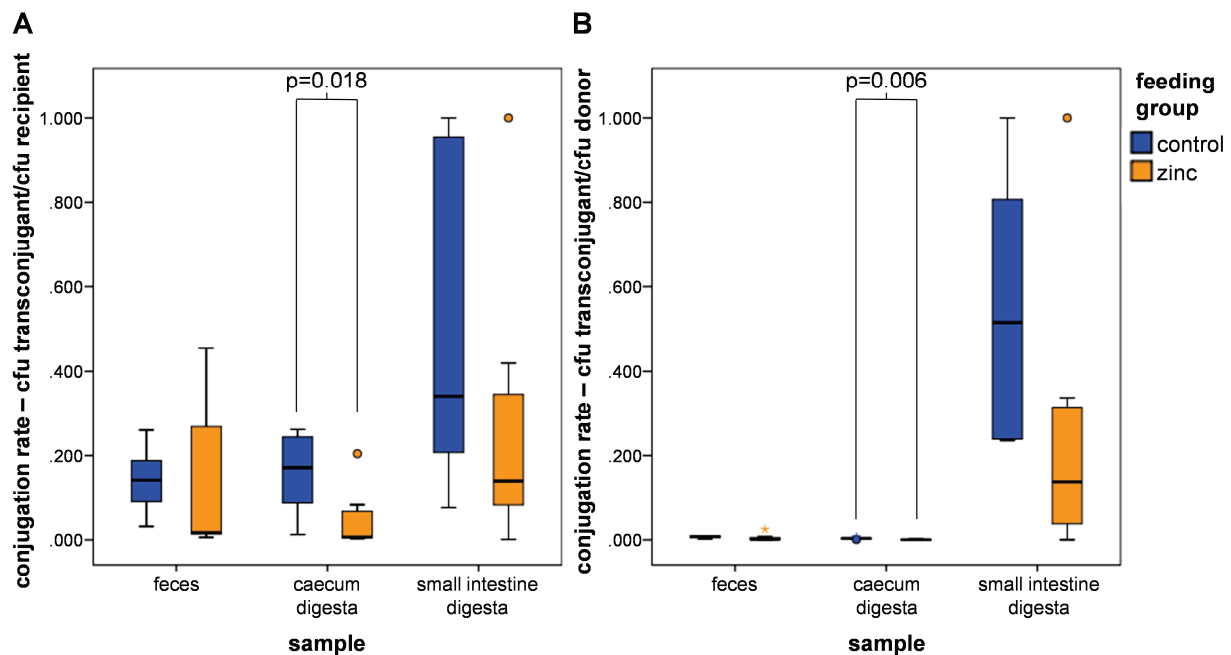 A
conjugation rate – cfu transconjugant/cfu recipient
1.000
.800
.600
.400
.200
.000
p=0.018
feces
caecum
digesta
small intestine
digesta
sample
B
conjugation rate – cfu transconjugant/cfu donor
1.000
.800
.600
.400
.200
.000
p=0.006
feces
caecum
digesta
small intestine
digesta
sample
feeding
group
control
zinc